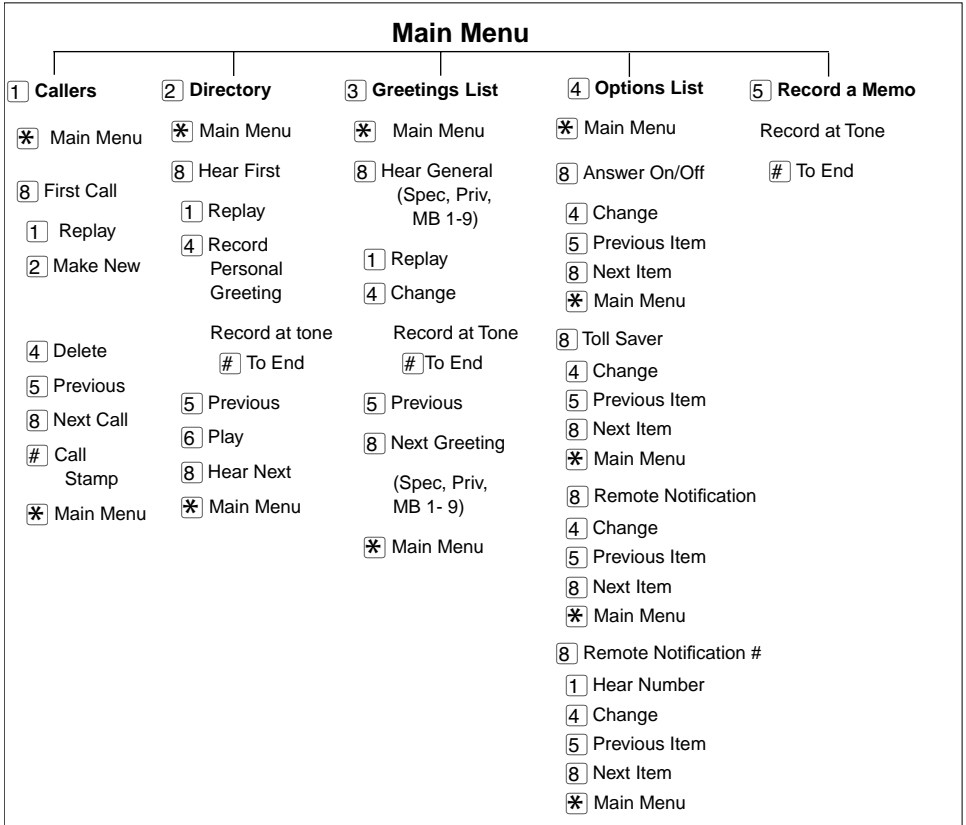 Main Menu
1 Callers
* Main Menu
8 First Call
1 Replay
2 Make New
4 Delete
5 Previous
8 Next Call
# Call
Stamp
* Main Menu
2 Directory
* Main Menu
8 Hear First
1 Replay
4 Record
Personal
Greeting
Record at tone
# To End
5 Previous
6 Play
8 Hear Next
* Main Menu
3 Greetings List
* Main Menu
8 Hear General
(Spec, Priv,
MB 1-9)
1 Replay
4 Change
Record at Tone
# To End
5 Previous
8 Next Greeting
(Spec, Priv,
MB 1- 9)
* Main Menu
4 Options List
* Main Menu
8 Answer On/Off
4 Change
5 Previous Item
8 Next Item
* Main Menu
8 Toll Saver
4 Change
5 Previous Item
8 Next Item
* Main Menu
8 Remote Notification
4 Change
5 Previous Item
8 Next Item
* Main Menu
8 Remote Notification #
1 Hear Number
4 Change
5 Previous Item
8 Next Item
* Main Menu
5 Record a Memo
Record at Tone
# To End